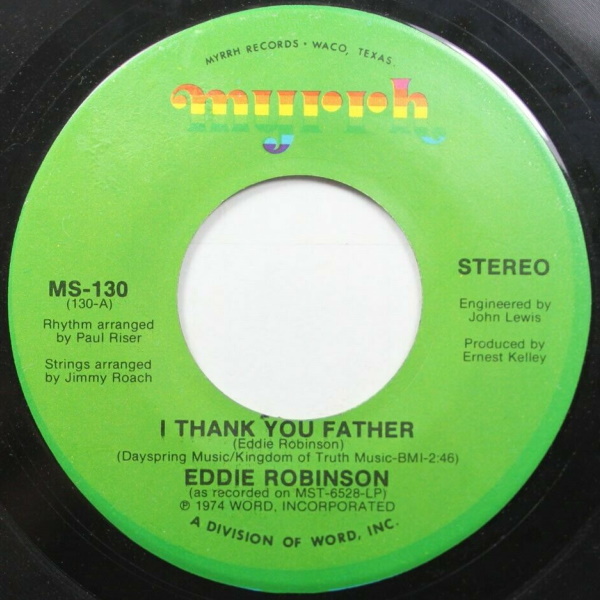 MYRRH RECORDS • WACO, TEXAS.
myrrh
STEREO
MS-130
(130-A)
Rhythm arranged
by Paul Riser
Strings arranged
by Jimmy Roach
Engineered by
John Lewis
Produced by
Ernest Kelley
I THANK YOU FATHER
(Eddie Robinson)
(Dayspring Music/Kingdom of Truth Music-BMI-2:46)
EDDIE ROBINSON
(as recorded on MST-6528-LP)
℗ 1974 WORD, INCORPORATED
A DIVISION OF WORD, INC.